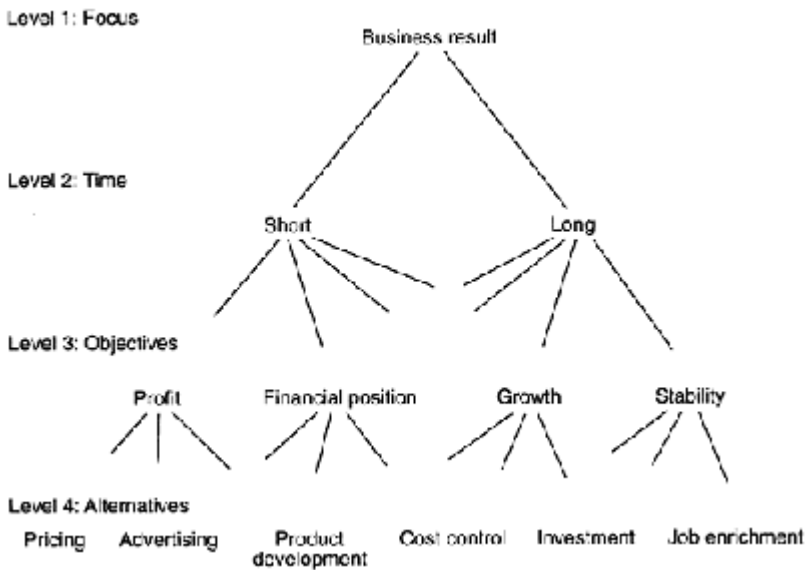 Level 1: Focus
Business result
Level 2: Time
Short Long
Level 3: Objectives
Profit Financial position Growth Stability
Level 4: Alternatives
Pricing Advertising Product development Cost control Investment Job enrichment